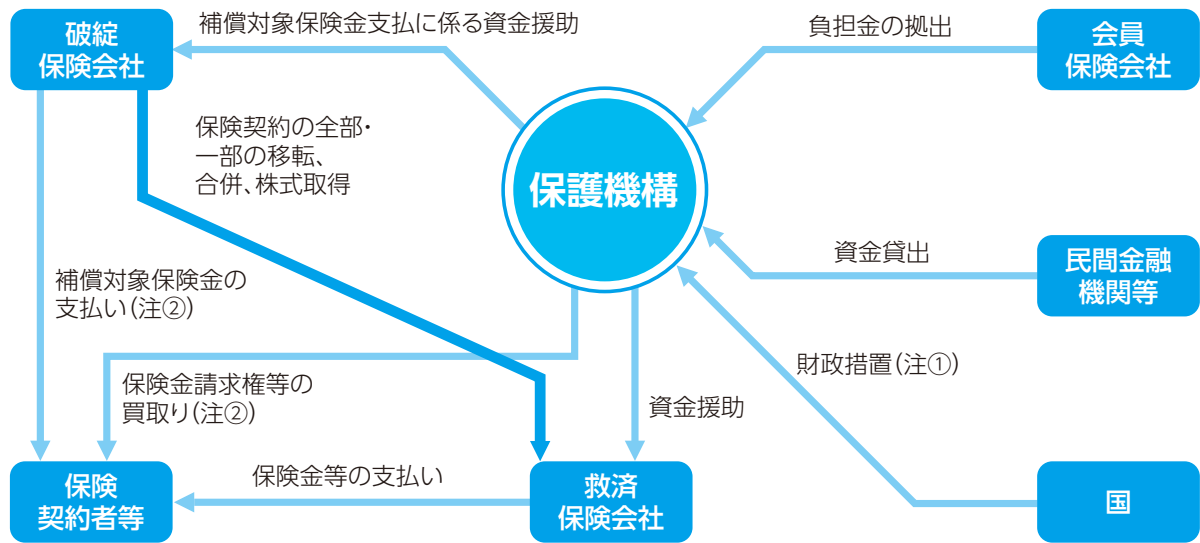 破綻
保険会社
補償対象保険金支払に係る資金援助
負担金の拠出
会員
保険会社
保険契約の全部・
一部の移転、
合併、株式取得
保護機構
補償対象保険金の
支払い(注②)
資金貸出
民間金融
機関等
保険金請求権等の
買取り(注②)
財政措置(注①)
資金援助
保険
契約者等
保険金等の支払い
救済
保険会社
国